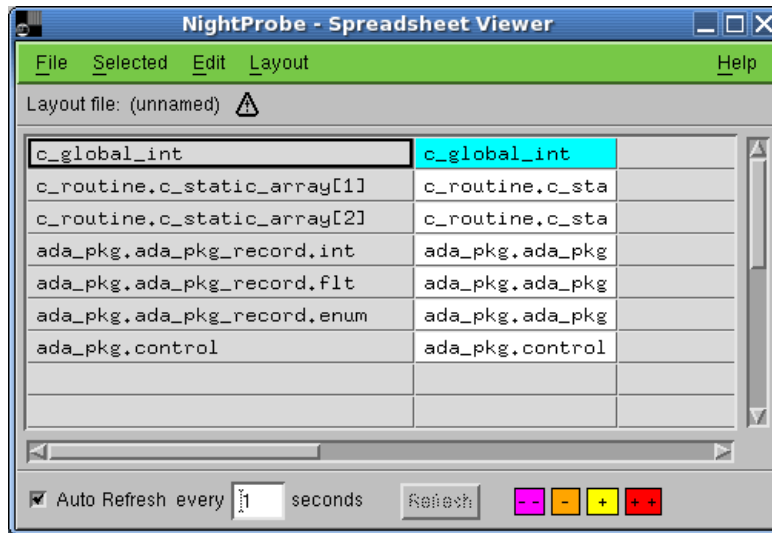 NightProbe - Spreadsheet Viewer
File Selected Edit Layout Help
Layout file: (unnamed)
c_global_int c_global_int
c_routine.c_static_array[1] c_routine.c_sta
c_routine.c_static_array[2] c_routine.c_sta
ada_pkg.ada_pkg_record.int ada_pkg.ada_pkg
ada_pkg.ada_pkg_record.flt ada_pkg.ada_pkg
ada_pkg.ada_pkg_record.enum ada_pkg.ada_pkg
ada_pkg.control ada_pkg.control
Auto Refresh every 1 seconds Refresh -- - + ++